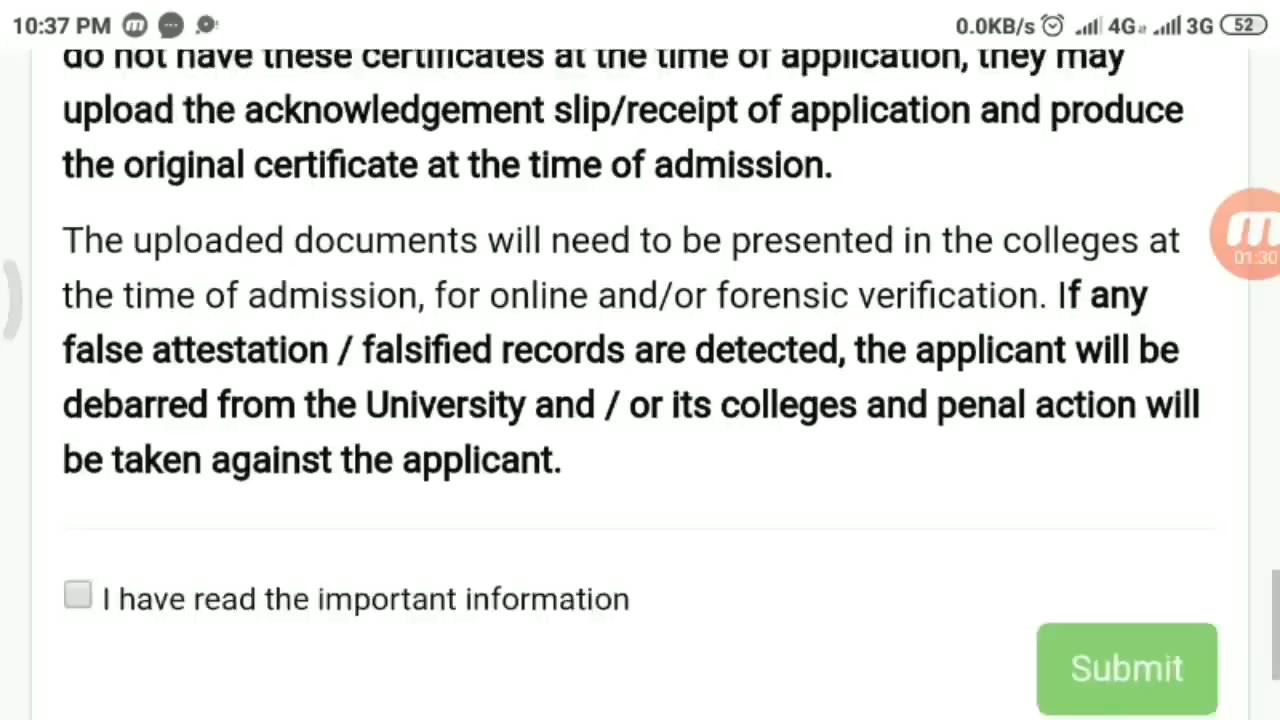 10:37 PM
0.0KB/s 4G 3G 52
do not have these certificates at the time of application, they may
upload the acknowledgement slip/receipt of application and produce
the original certificate at the time of admission.
The uploaded documents will need to be presented in the colleges at
the time of admission, for online and/or forensic verification. If any
false attestation / falsified records are detected, the applicant will be
debarred from the University and / or its colleges and penal action will
be taken against the applicant.
01:30
I have read the important information
Submit